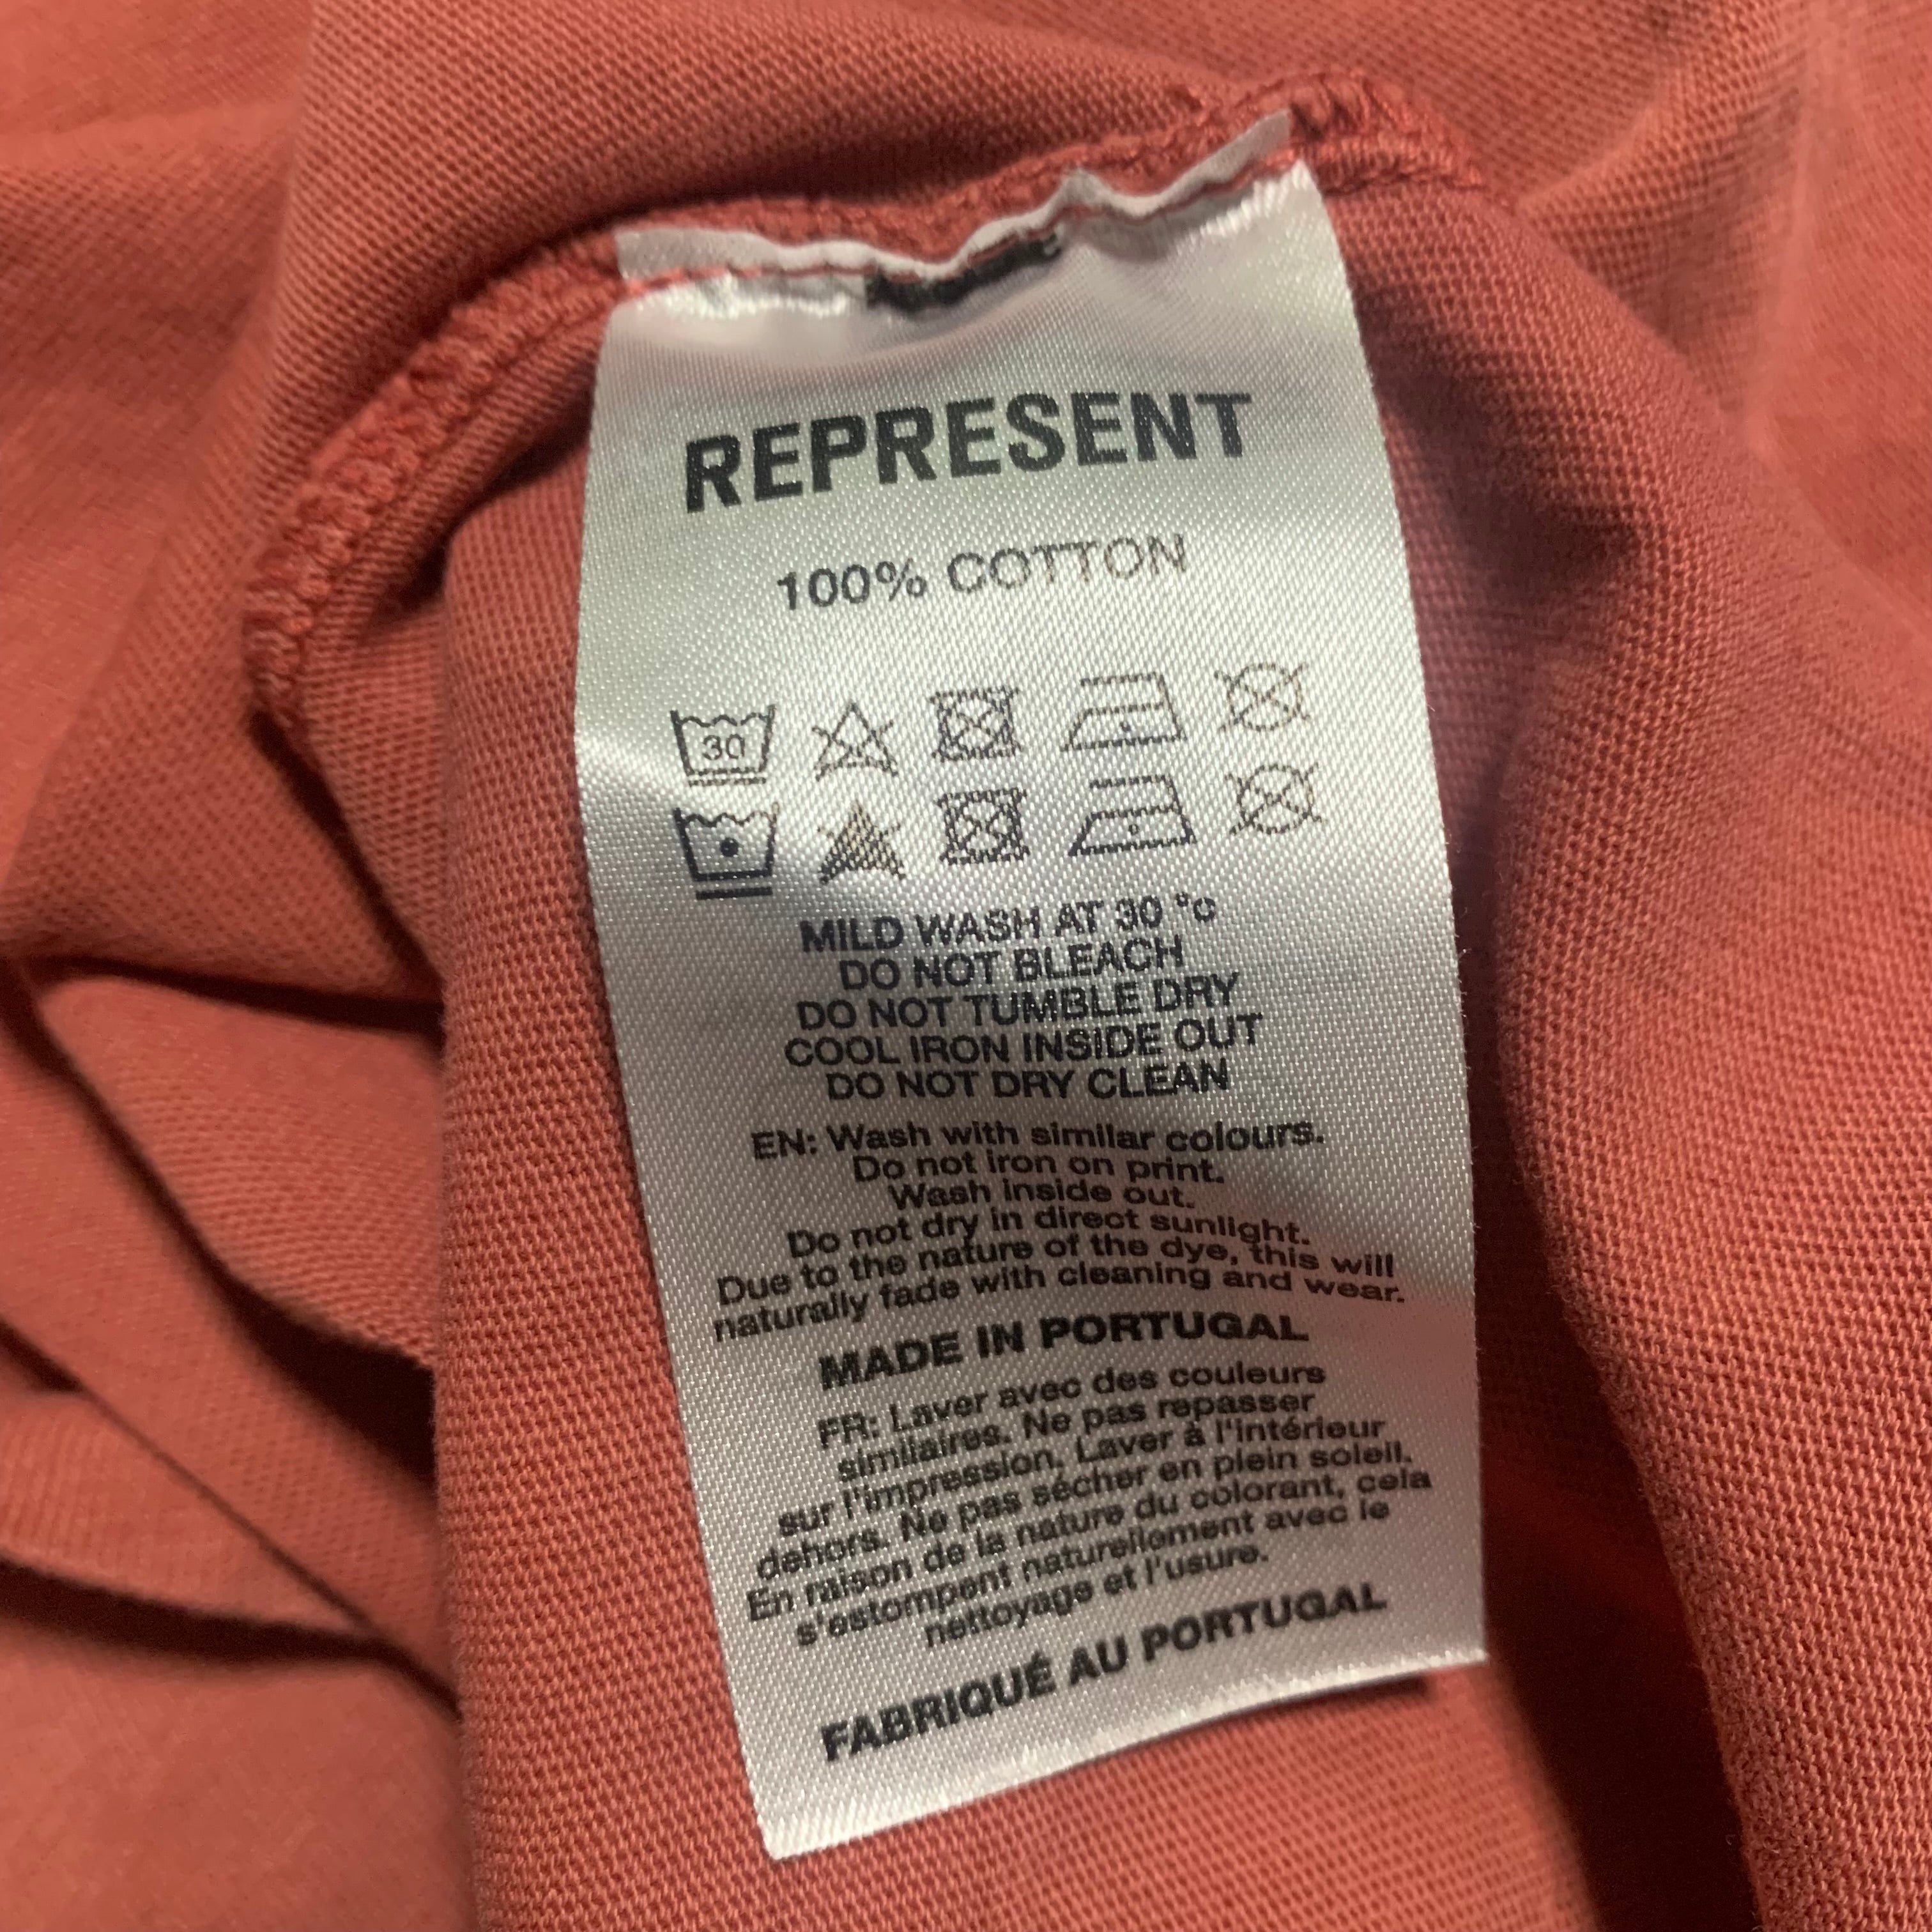 REPRESENT
100% COTTON
30
MILD WASH AT 30 °c
DO NOT BLEACH
DO NOT TUMBLE DRY
COOL IRON INSIDE OUT
DO NOT DRY CLEAN
EN: Wash with similar colours.
Do not iron on print.
Wash inside out.
Do not dry in direct sunlight.
Due to the nature of the dye, this will
naturally fade with cleaning and wear.
MADE IN PORTUGAL
FR: Laver avec des couleurs
similaires. Ne pas repasser
sur l'impression. Laver à l'intérieur
dehors. Ne pas sécher en plein soleil.
En raison de la nature du colorant, cela
s'estompent naturellement avec le
nettoyage et l'usure.
FABRIQUÉ AU PORTUGAL